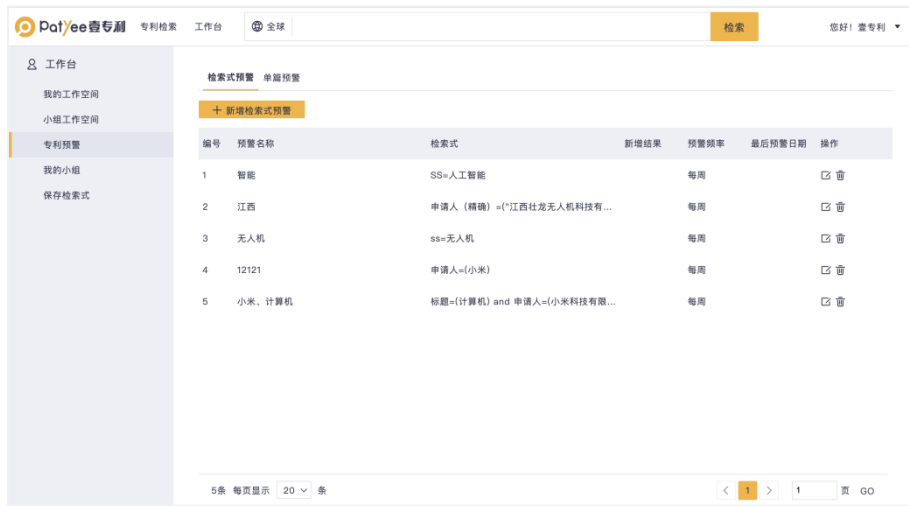 Patyee壹专利 专利检索 工作台 全球 检索 您好！壹专利
工作台
我的工作空间
小组工作空间
专利预警
我的小组
保存检索式
检索式预警 单篇预警
新增检索式预警
编号 预警名称 检索式 新增结果 预警频率 最后预警日期 操作
1 智能 SS=人工智能 每周
2 江西 申请人（精确）=("江西壮龙无人机科技有... 每周
3 无人机 ss=无人机 每周
4 12121 申请人=(小米) 每周
5 小米、计算机 标题=(计算机) and 申请人=(小米科技有限... 每周
5条 每页显示 20 条 1 1 页 GO